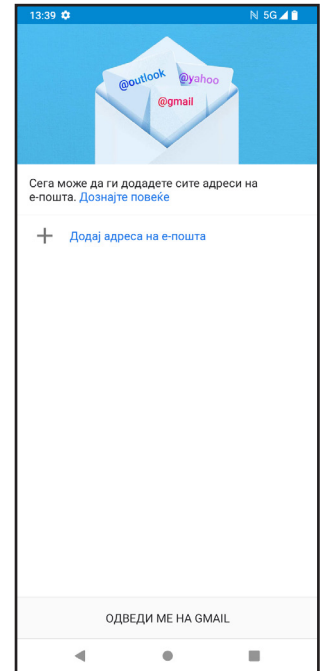 13:39 5G
@outlook @yahoo
@gmail
Сега може да ги додадете сите адреси на
е-пошта. Дознајте повеќе
Додај адреса на е-пошта
ОДВЕДИ МЕ НА GMAIL